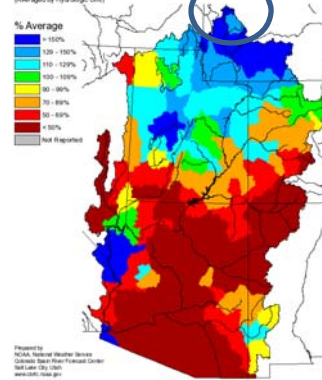 (Averaged by Hydrologic Unit)
% Average
> 150%
129 - 150%
110 - 129%
100 - 109%
90 - 99%
70 - 89%
50 - 69%
< 50%
Not Reported
Prepared by
NOAA, National Weather Service
Colorado Basin River Forecast Center
Salt Lake City, Utah
www.cbrfc.noaa.gov